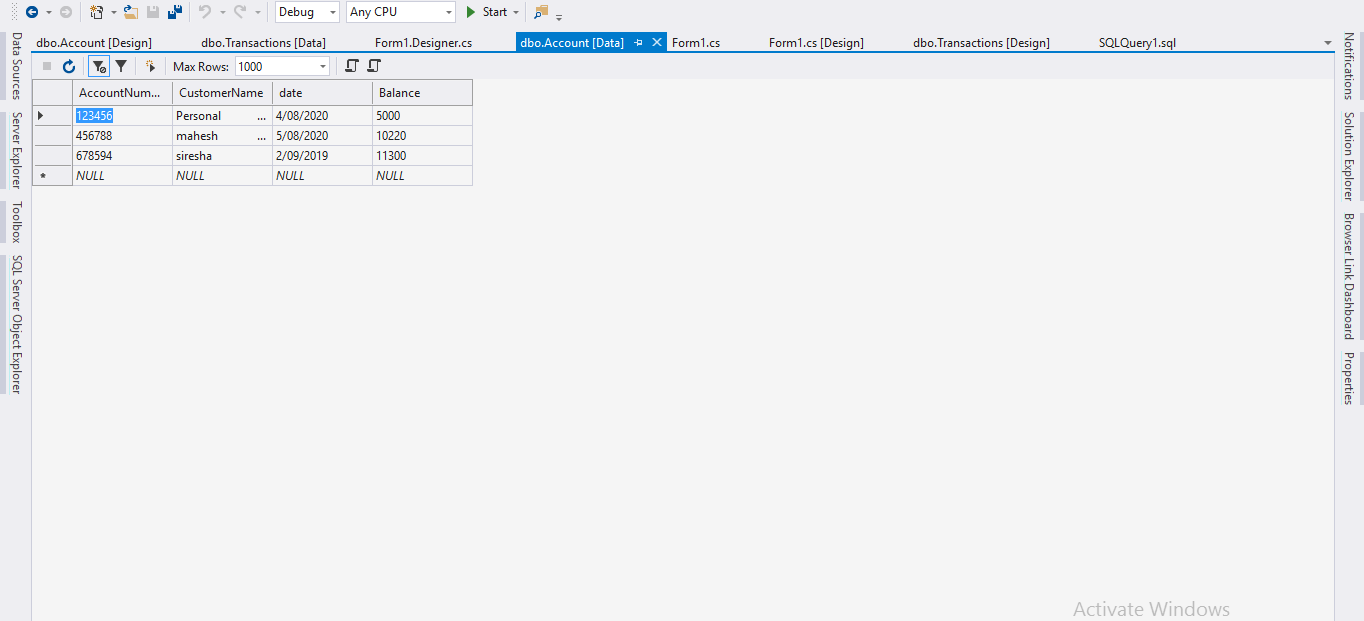 Debug Any CPU Start
dbo.Account [Design] dbo.Transactions [Data] Form1.Designer.cs dbo.Account [Data] Form1.cs Form1.cs [Design] dbo.Transactions [Design] SQLQuery1.sql
Max Rows: 1000
AccountNum... CustomerName date Balance
123456 Personal ... 4/08/2020 5000
456788 mahesh ... 5/08/2020 10220
678594 siresha 2/09/2019 11300
NULL NULL NULL NULL
Data Sources
Server Explorer
Toolbox
SQL Server Object Explorer
Notifications
Solution Explorer
Browser Link Dashboard
Properties
Activate Windows